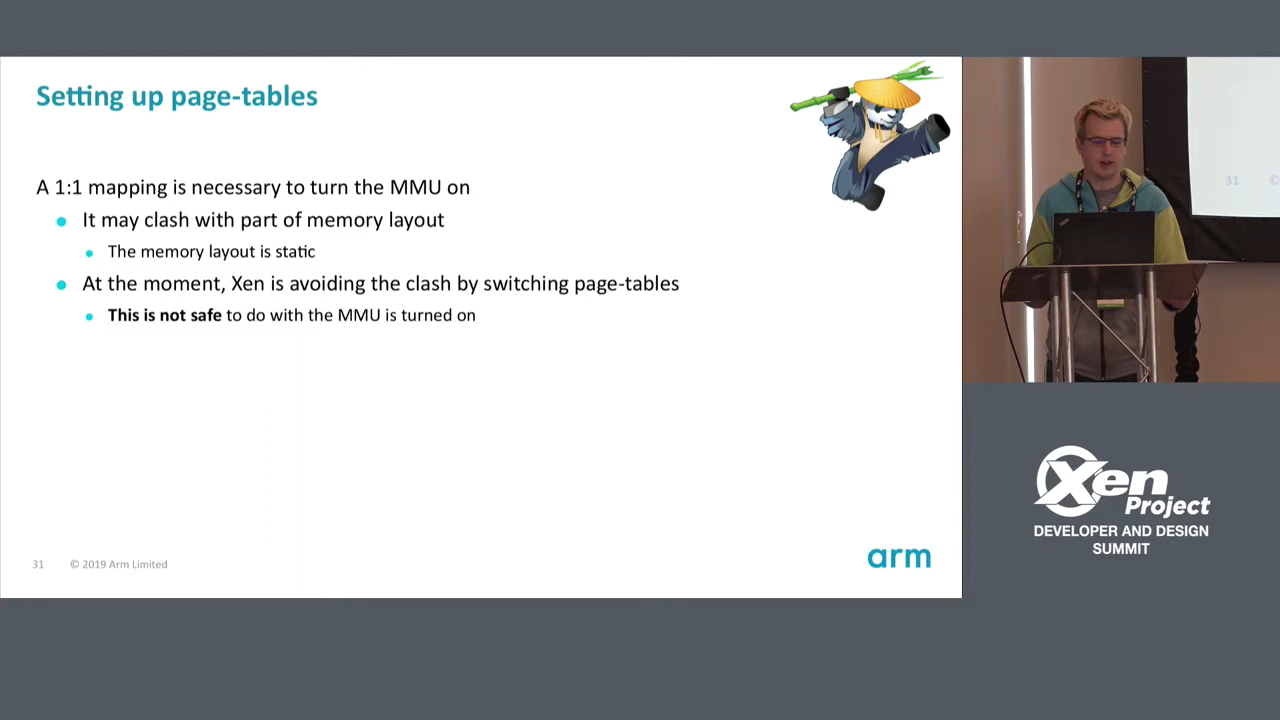 Setting up page-tables
A 1:1 mapping is necessary to turn the MMU on
It may clash with part of memory layout
The memory layout is static
At the moment, Xen is avoiding the clash by switching page-tables
This is not safe to do with the MMU is turned on
31 © 2019 Arm Limited
arm
31 ©
Xen
Project
DEVELOPER AND DESIGN
SUMMIT